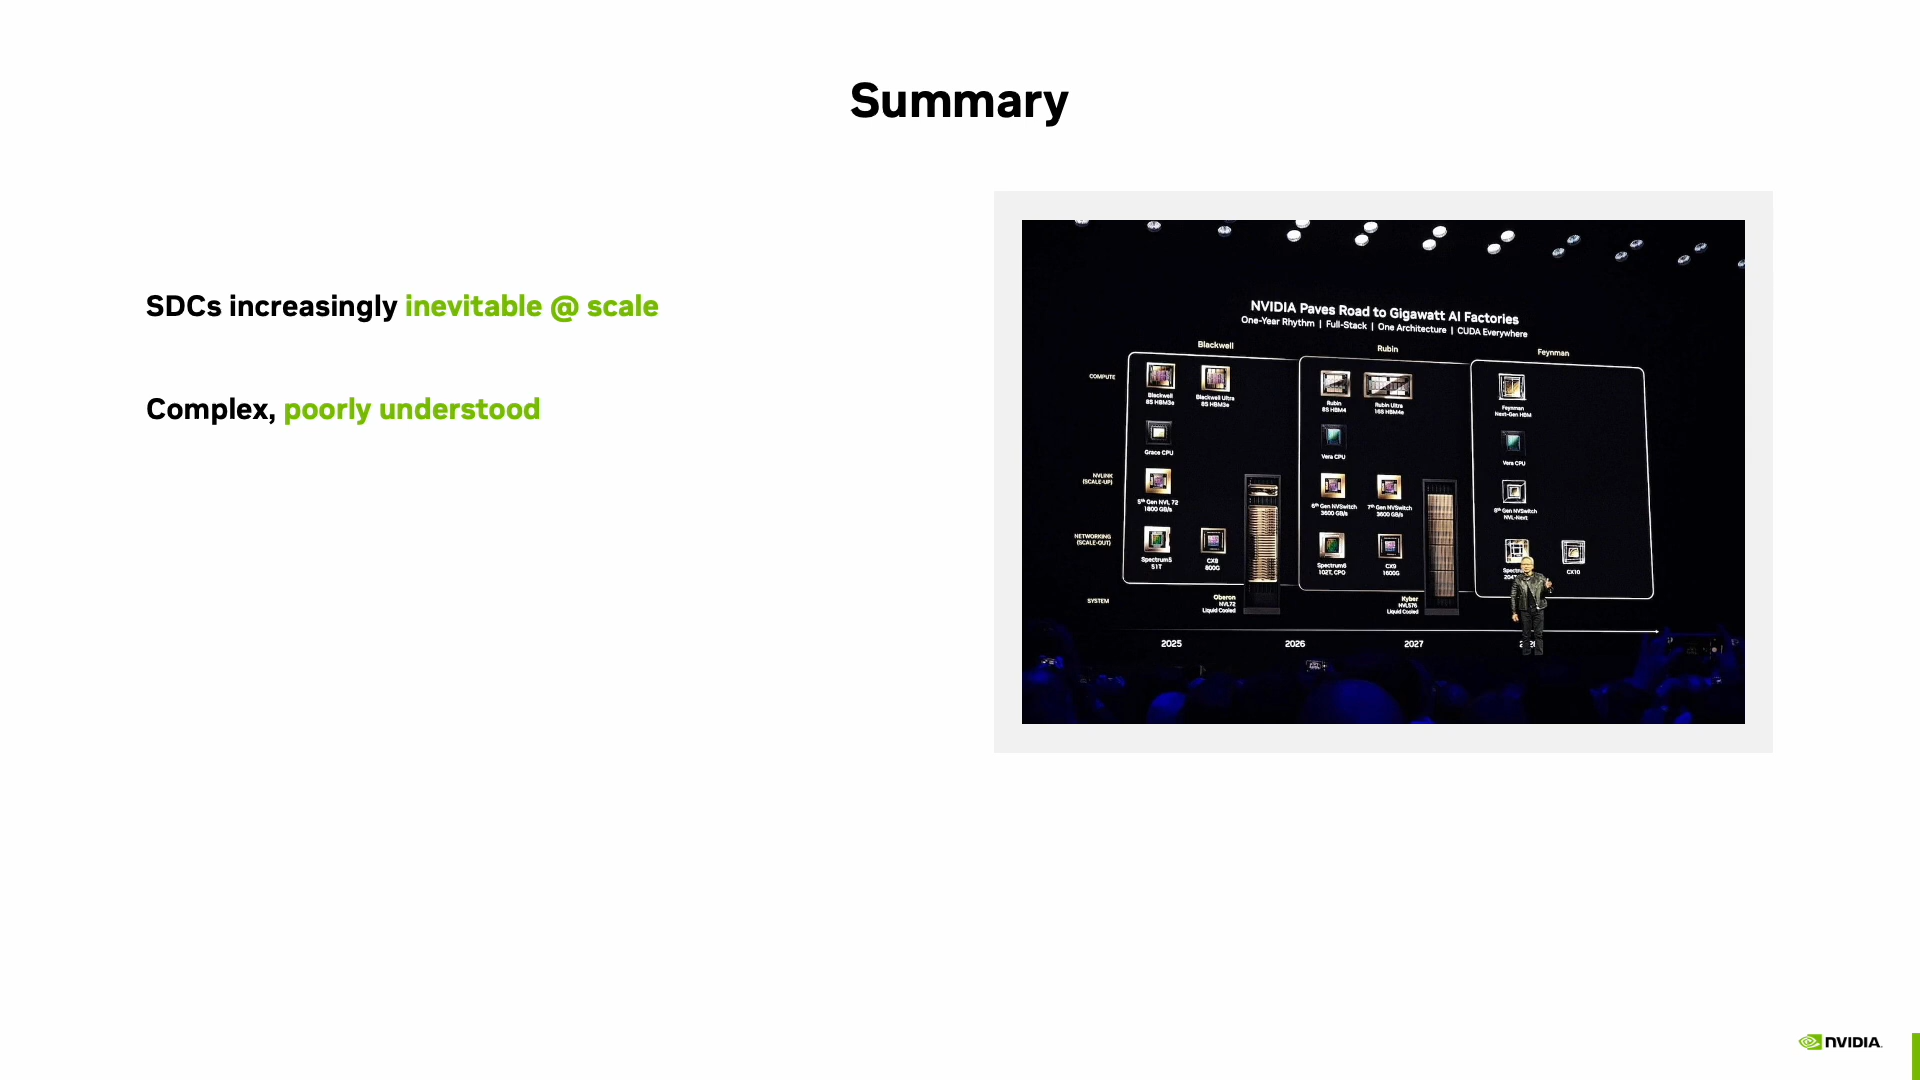 Summary
SDCs increasingly inevitable @ scale
Complex, poorly understood
NVIDIA Paves Road to Gigawatt AI Factories
One-Year Rhythm | Full-Stack | One Architecture | CUDA Everywhere
Blackwell
Rubin
Feynman
COMPUTE
Blackwell
8S HBM3e
Blackwell Ultra
8S HBM3e
Rubin
8S HBM4
Rubin Ultra
16S HBM4e
Feynman
Next-Gen HBM
Grace CPU
Vera CPU
Vera CPU
NVLINK
(SCALE-UP)
5th Gen NVL 72
1800 GB/s
6th Gen NVSwitch
3600 GB/s
7th Gen NVSwitch
3600 GB/s
8th Gen NVSwitch
NVL-Next
NETWORKING
(SCALE-OUT)
Spectrum5
51T
CX8
800G
Spectrum6
102T, CPO
CX9
1600G
CX10
SYSTEM
Oberon
NVL72
Liquid Cooled
Kyber
NVL576
Liquid Cooled
2025
2026
2027
NVIDIA